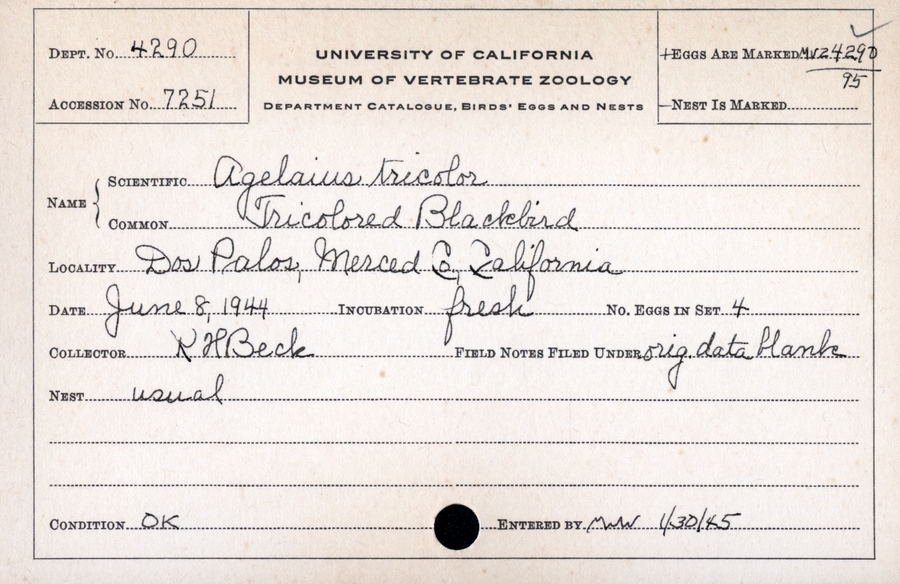 DEPT. No. 4290
ACCESSION No. 7251
UNIVERSITY OF CALIFORNIA
MUSEUM OF VERTEBRATE ZOOLOGY
DEPARTMENT CATALOGUE, BIRDS' EGGS AND NESTS
EGGS ARE MARKED MVZ 4290
95
NEST IS MARKED
NAME
SCIENTIFIC Agelaius tricolor
COMMON Tricolored Blackbird
LOCALITY Dos Palos, Merced Co., California
DATE June 8, 1944 INCUBATION fresh No. EGGS IN SET 4
COLLECTOR H Beck FIELD NOTES FILED UNDER orig. data blank
NEST usual
CONDITION OK ENTERED BY 1/30/45